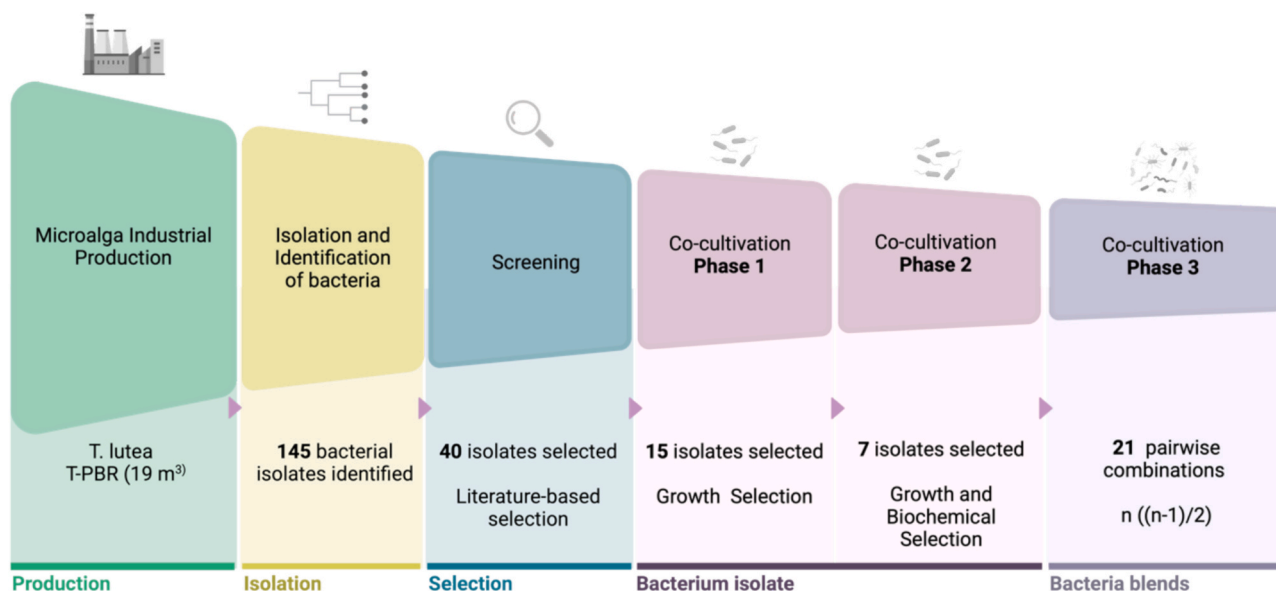 Microalga Industrial
Production
Isolation and
Identification
of bacteria
Screening
Co-cultivation
Phase 1
Co-cultivation
Phase 2
Co-cultivation
Phase 3
T. lutea
T-PBR (19 m³⁾
145 bacterial
isolates identified
40 isolates selected
Literature-based
selection
15 isolates selected
Growth Selection
7 isolates selected
Growth and
Biochemical
Selection
21 pairwise
combinations
n ((n-1)/2)
Production
Isolation
Selection
Bacterium isolate
Bacteria blends